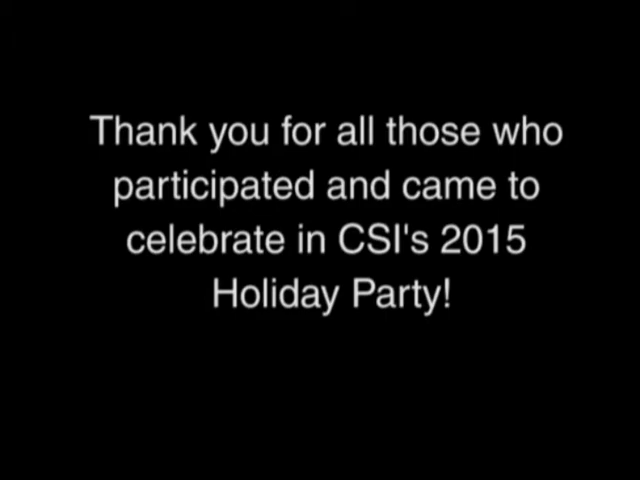 Thank you for all those who
participated and came to
celebrate in CSI's 2015
Holiday Party!